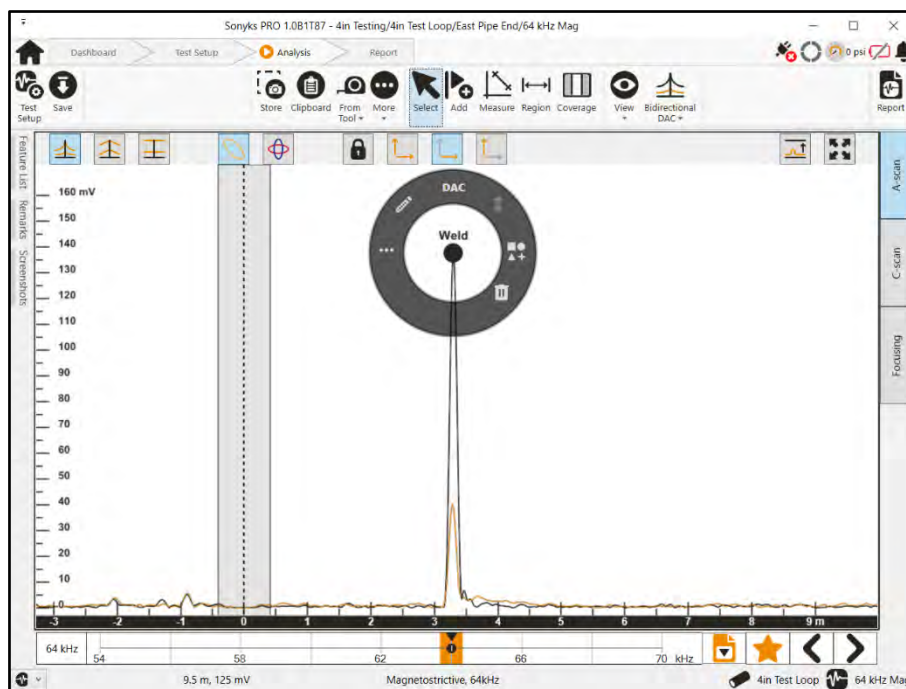 Sonyks PRO 1.0B1T87 - 4in Testing/4in Test Loop/East Pipe End/64 kHz Mag
Dashboard Test Setup Analysis Report
0 psi
Test Setup Save Store Clipboard From Tool More Select Add Measure Region Coverage View Bidirectional DAC Report
Feature List
Remarks
Screenshots
A-scan
C-scan
Focusing
DAC
Weld
160 mV
150
140
130
120
110
100
90
80
70
60
50
40
30
20
10
0
-3 -2 -1 0 1 2 3 4 5 6 7 8 9 m
64 kHz 54 58 62 66 70 kHz
9.5 m, 125 mV Magnetostrictive, 64kHz 4in Test Loop 64 kHz Mag